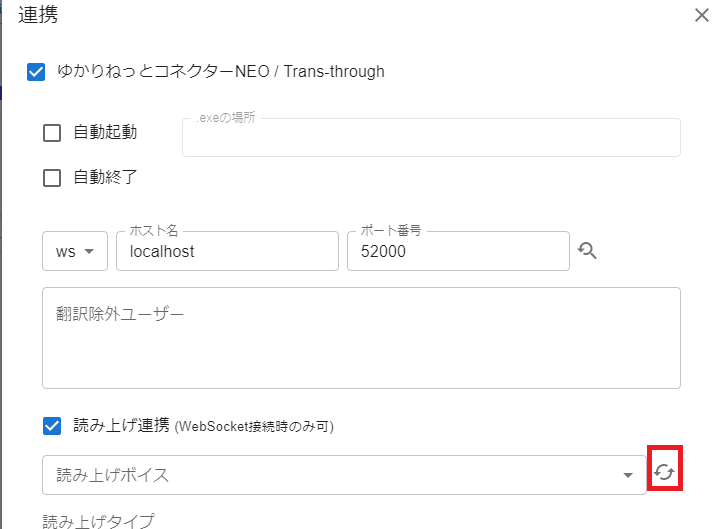 連携
ゆかりねっとコネクターNEO / Trans-through
自動起動
.exeの場所
自動終了
ws
ホスト名
localhost
ポート番号
52000
翻訳除外ユーザー
読み上げ連携 (WebSocket接続時のみ可)
読み上げボイス
読み上げタイプ